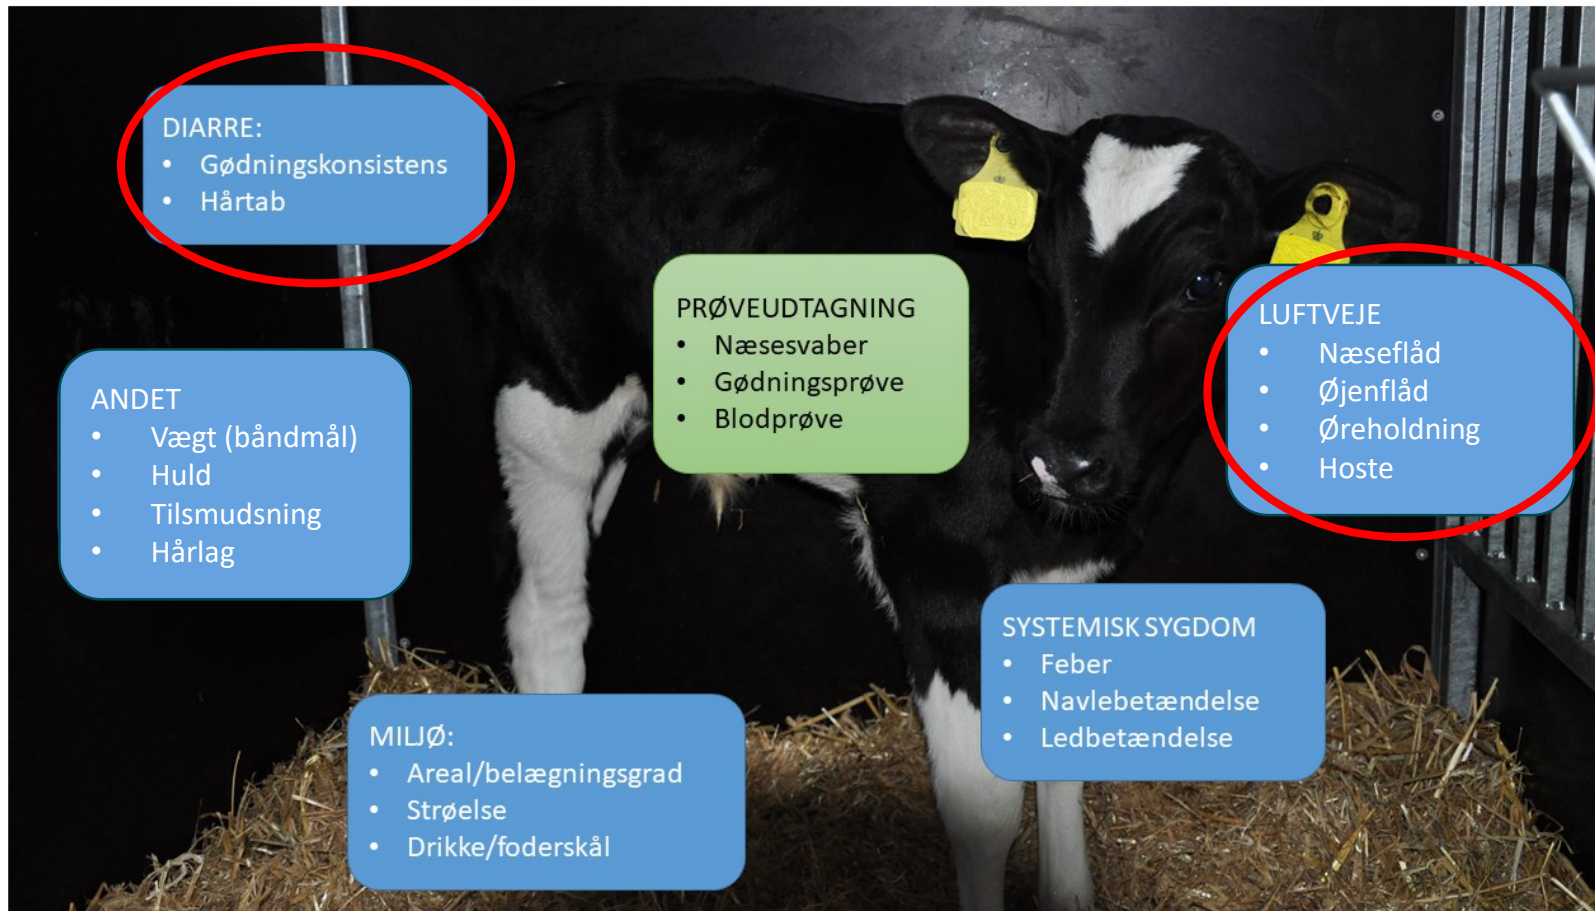 DIARRE:
• Gødningskonsistens
• Hårtab
PRØVEUDTAGNING
• Næsesvaber
• Gødningsprøve
• Blodprøve
LUFTVEJE
• Næseflåd
• Øjenflåd
• Øreholdning
• Hoste
ANDET
• Vægt (båndmål)
• Huld
• Tilsmudsning
• Hårlag
SYSTEMISK SYGDOM
• Feber
• Navlebetændelse
• Ledbetændelse
MILJØ:
• Areal/belægningsgrad
• Strøelse
• Drikke/foderskål